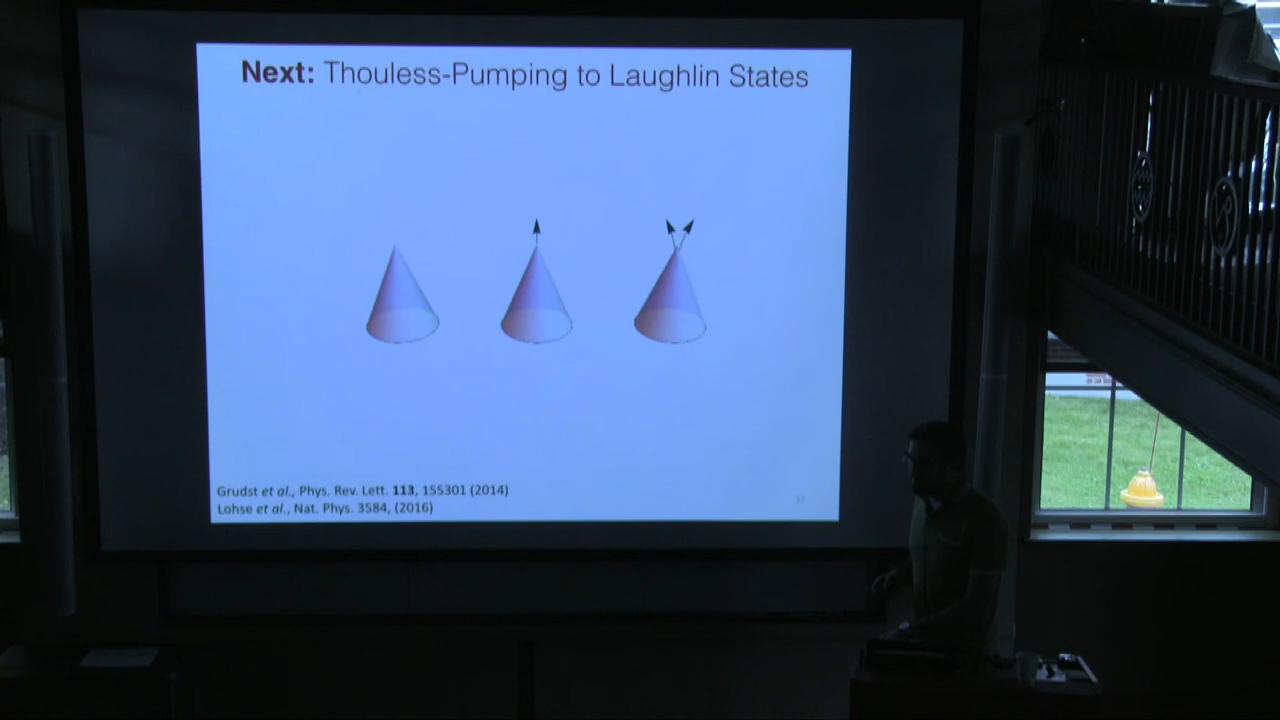 Next: Thouless-Pumping to Laughlin States
Grudst et al., Phys. Rev. Lett. 113, 155301 (2014)
Lohse et al., Nat. Phys. 3584, (2016)